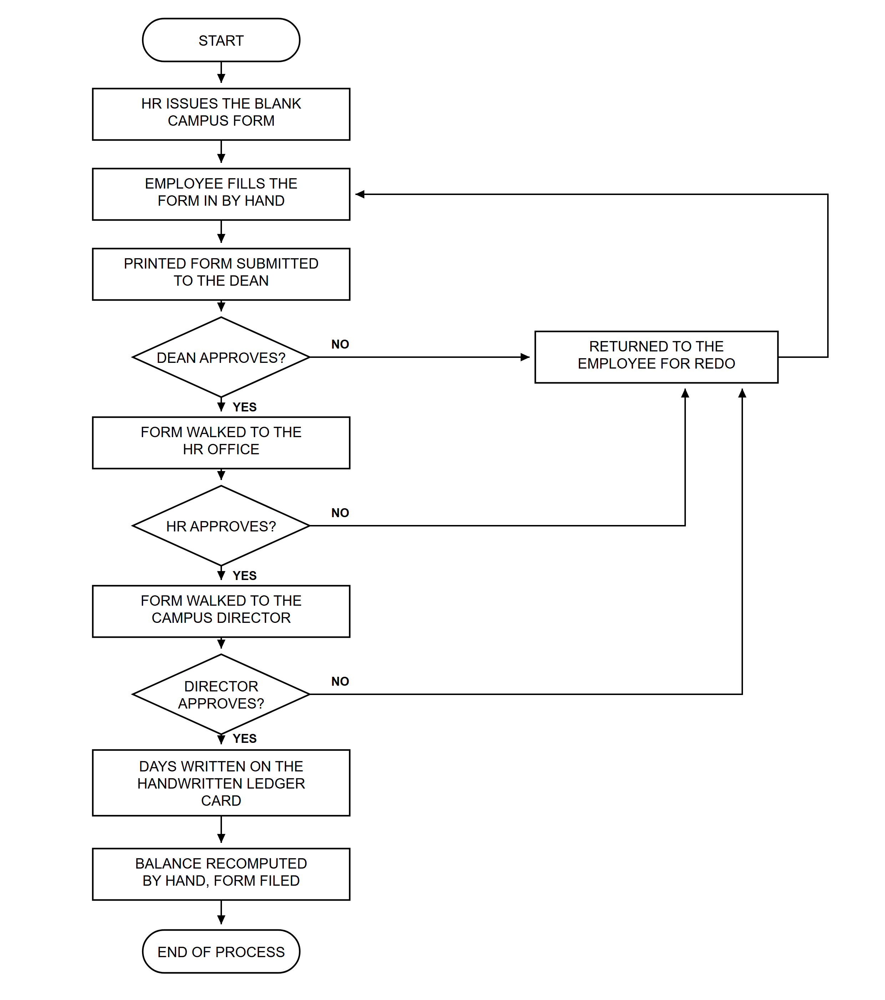 START
HR ISSUES THE BLANK
CAMPUS FORM
EMPLOYEE FILLS THE
FORM IN BY HAND
PRINTED FORM SUBMITTED
TO THE DEAN
DEAN APPROVES?
NO
RETURNED TO THE
EMPLOYEE FOR REDO
YES
FORM WALKED TO THE
HR OFFICE
HR APPROVES?
NO
YES
FORM WALKED TO THE
CAMPUS DIRECTOR
DIRECTOR
APPROVES?
NO
YES
DAYS WRITTEN ON THE
HANDWRITTEN LEDGER
CARD
BALANCE RECOMPUTED
BY HAND, FORM FILED
END OF PROCESS